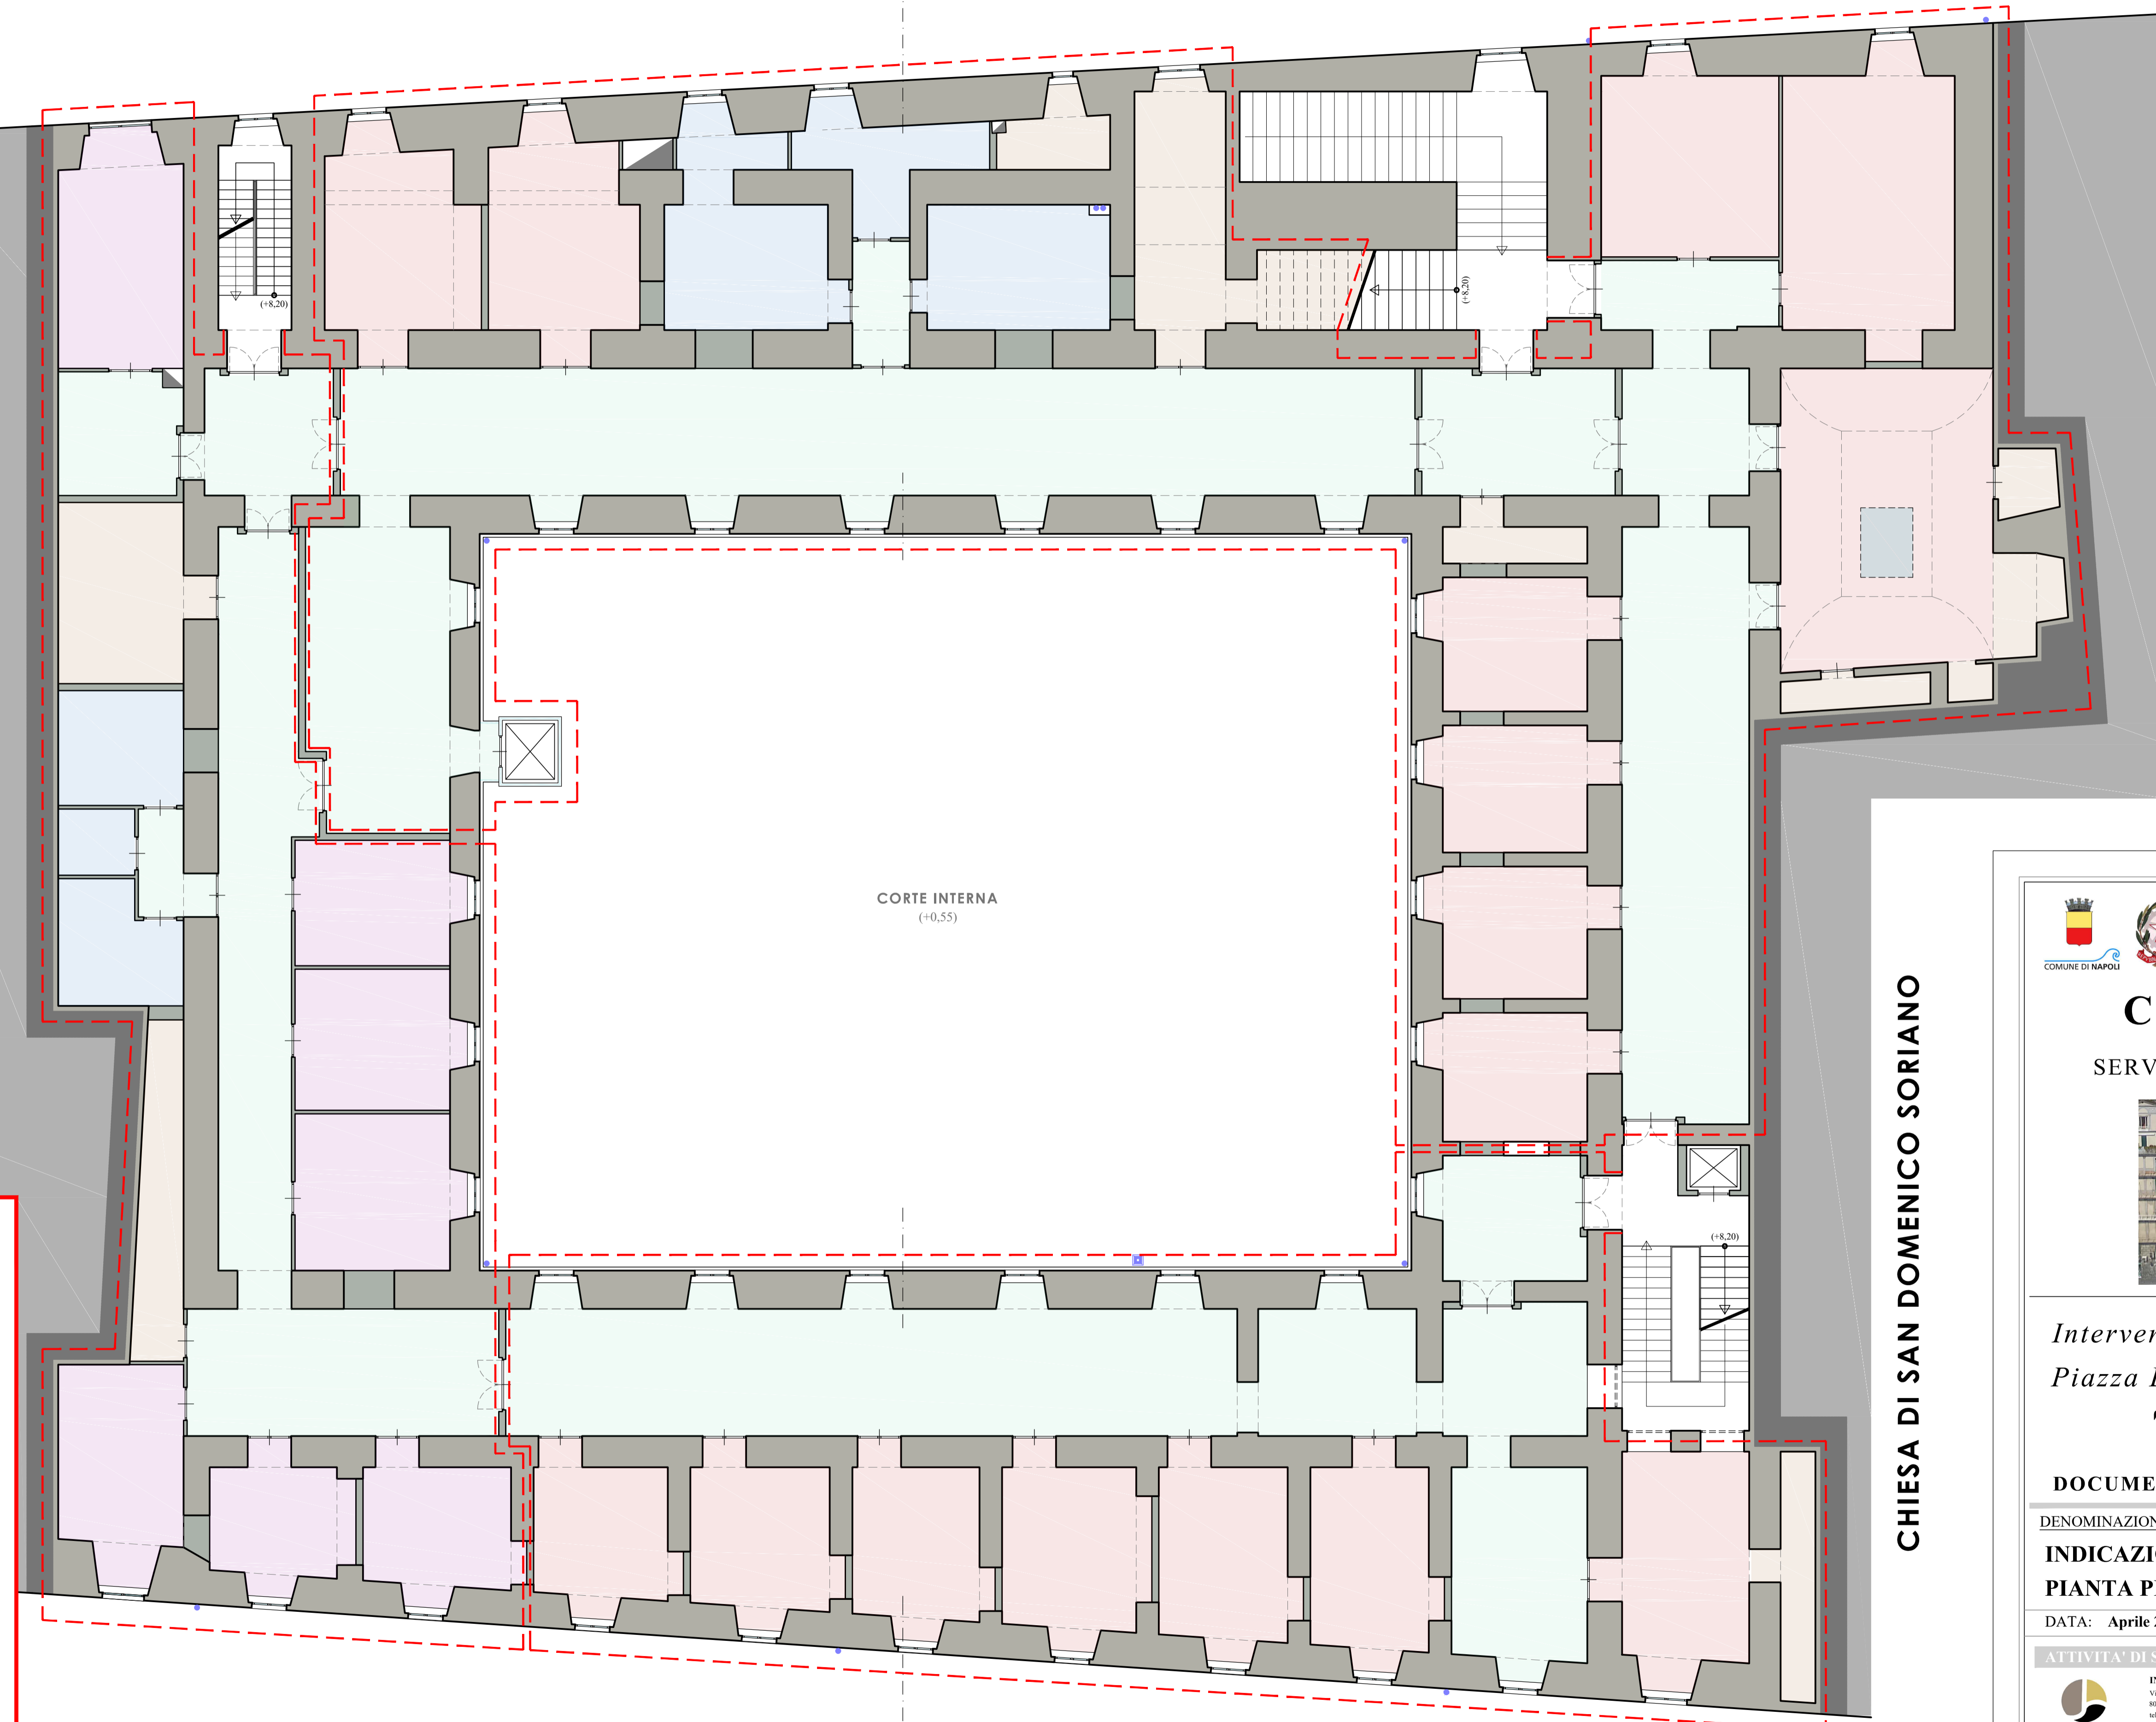 (+8,20)
(+8,20)
CORTE INTERNA
(+0,55)
(+8,20)
CHIESA DI SAN DOMENICO SORIANO
COMUNE DI NAPOLI
C
SERV
Interven
Piazza
DOCUME
DENOMINAZION
INDICAZI
PIANTA P
DATA: Aprile
ATTIVITA' DI S